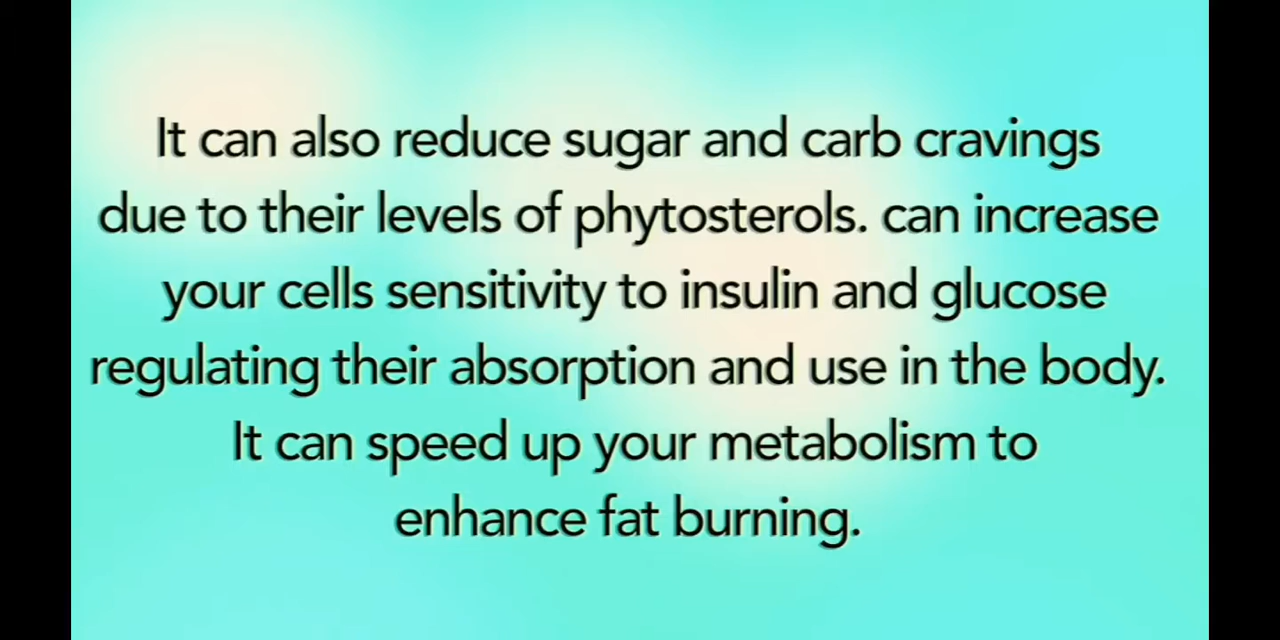 It can also reduce sugar and carb cravings
due to their levels of phytosterols. can increase
your cells sensitivity to insulin and glucose
regulating their absorption and use in the body.
It can speed up your metabolism to
enhance fat burning.